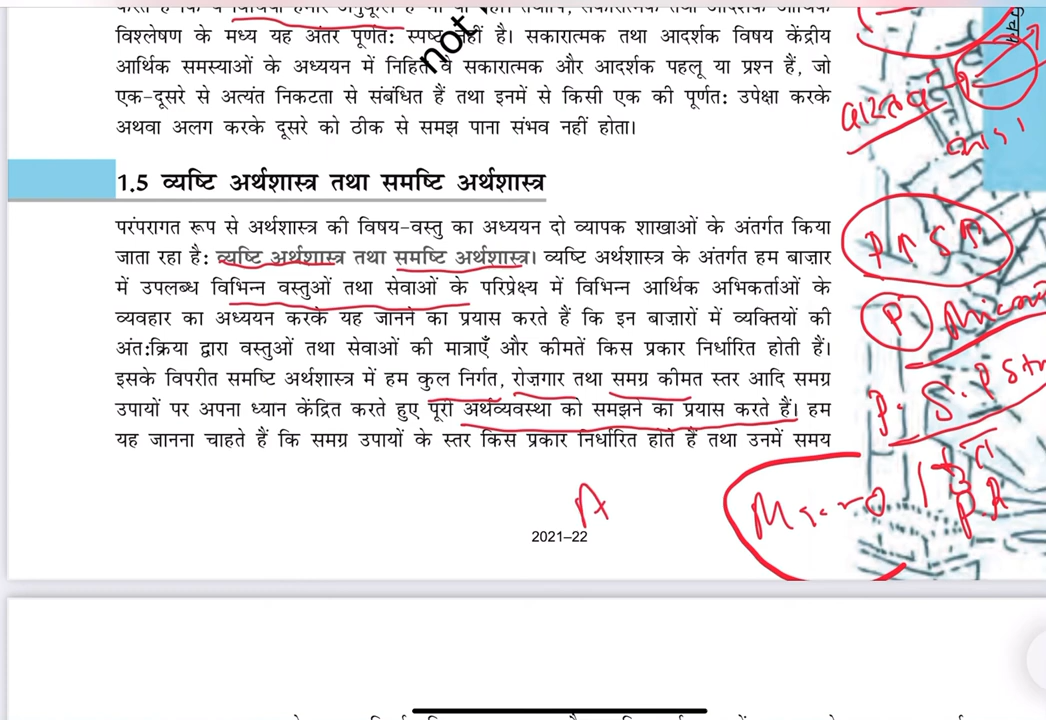 विश्लेषण के मध्य यह अंतर पूर्णत: स्पष्ट नहीं है। सकारात्मक तथा आदर्शक विषय केंद्रीय
आर्थिक समस्याओं के अध्ययन में निहित वे सकारात्मक और आदर्शक पहलू या प्रश्न हैं, जो
एक-दूसरे से अत्यंत निकटता से संबंधित हैं तथा इनमें से किसी एक की पूर्णत: उपेक्षा करके
अथवा अलग करके दूसरे को ठीक से समझ पाना संभव नहीं होता।
not
1.5 व्यष्टि अर्थशास्त्र तथा समष्टि अर्थशास्त्र
परंपरागत रूप से अर्थशास्त्र की विषय-वस्तु का अध्ययन दो व्यापक शाखाओं के अंतर्गत किया
जाता रहा है: व्यष्टि अर्थशास्त्र तथा समष्टि अर्थशास्त्र। व्यष्टि अर्थशास्त्र के अंतर्गत हम बाज़ार
में उपलब्ध विभिन्न वस्तुओं तथा सेवाओं के परिप्रेक्ष्य में विभिन्न आर्थिक अभिकर्ताओं के
व्यवहार का अध्ययन करके यह जानने का प्रयास करते हैं कि इन बाज़ारों में व्यक्तियों की
अंत:क्रिया द्वारा वस्तुओं तथा सेवाओं की मात्राएँ और कीमतें किस प्रकार निर्धारित होती हैं।
इसके विपरीत समष्टि अर्थशास्त्र में हम कुल निर्गत, रोज़गार तथा समग्र कीमत स्तर आदि समग्र
उपायों पर अपना ध्यान केंद्रित करते हुए पूरी अर्थव्यवस्था को समझने का प्रयास करते हैं। हम
यह जानना चाहते हैं कि समग्र उपायों के स्तर किस प्रकार निर्धारित होते हैं तथा उनमें समय
P↑ S↑
P
A
2021–22